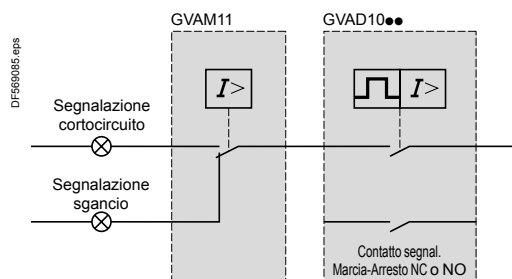 GVAM11
GVAD10●●
DF569085.eps
I>
I>
Segnalazione
cortocircuito
Segnalazione
sgancio
Contatto segnal.
Marcia-Arresto NC o NO